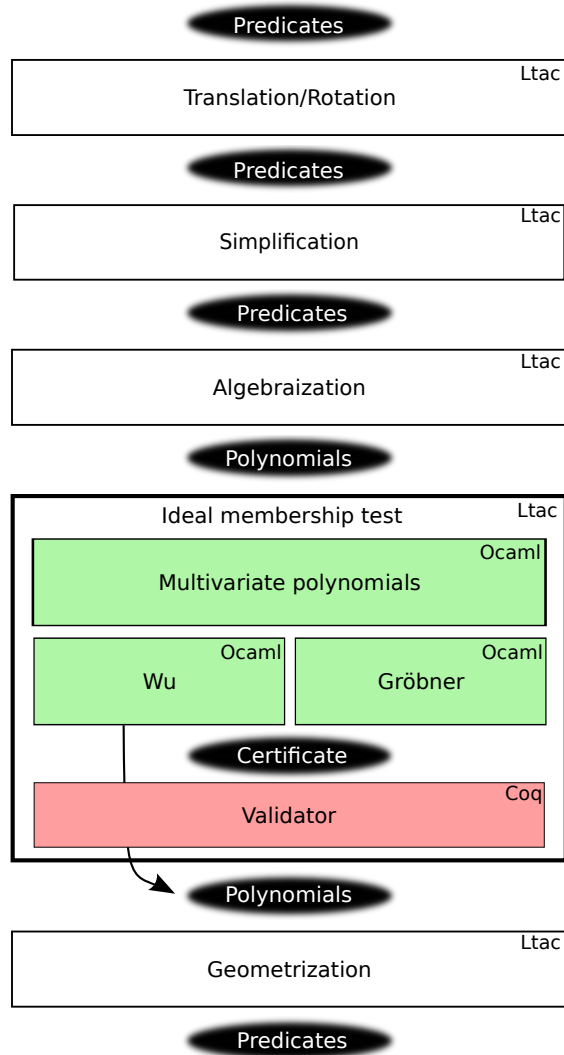 Predicates
Ltac
Translation/Rotation
Predicates
Ltac
Simplification
Predicates
Ltac
Algebraization
Polynomials
Ideal membership test
Ltac
Ocaml
Multivariate polynomials
Ocaml
Wu
Ocaml
Gröbner
Certificate
Coq
Validator
Polynomials
Ltac
Geometrization
Predicates